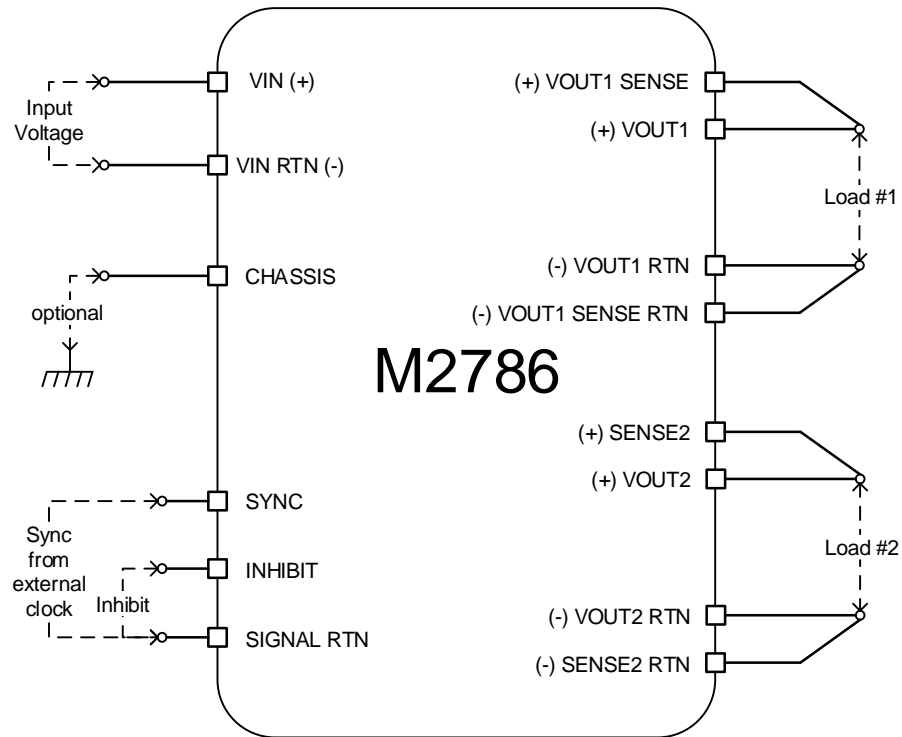 VIN (+)
Input
Voltage
VIN RTN (-)
CHASSIS
optional
SYNC
Sync
from
external
clock
INHIBIT
Inhibit
SIGNAL RTN
M2786
(+) VOUT1 SENSE
(+) VOUT1
Load #1
(-) VOUT1 RTN
(-) VOUT1 SENSE RTN
(+) SENSE2
(+) VOUT2
Load #2
(-) VOUT2 RTN
(-) SENSE2 RTN